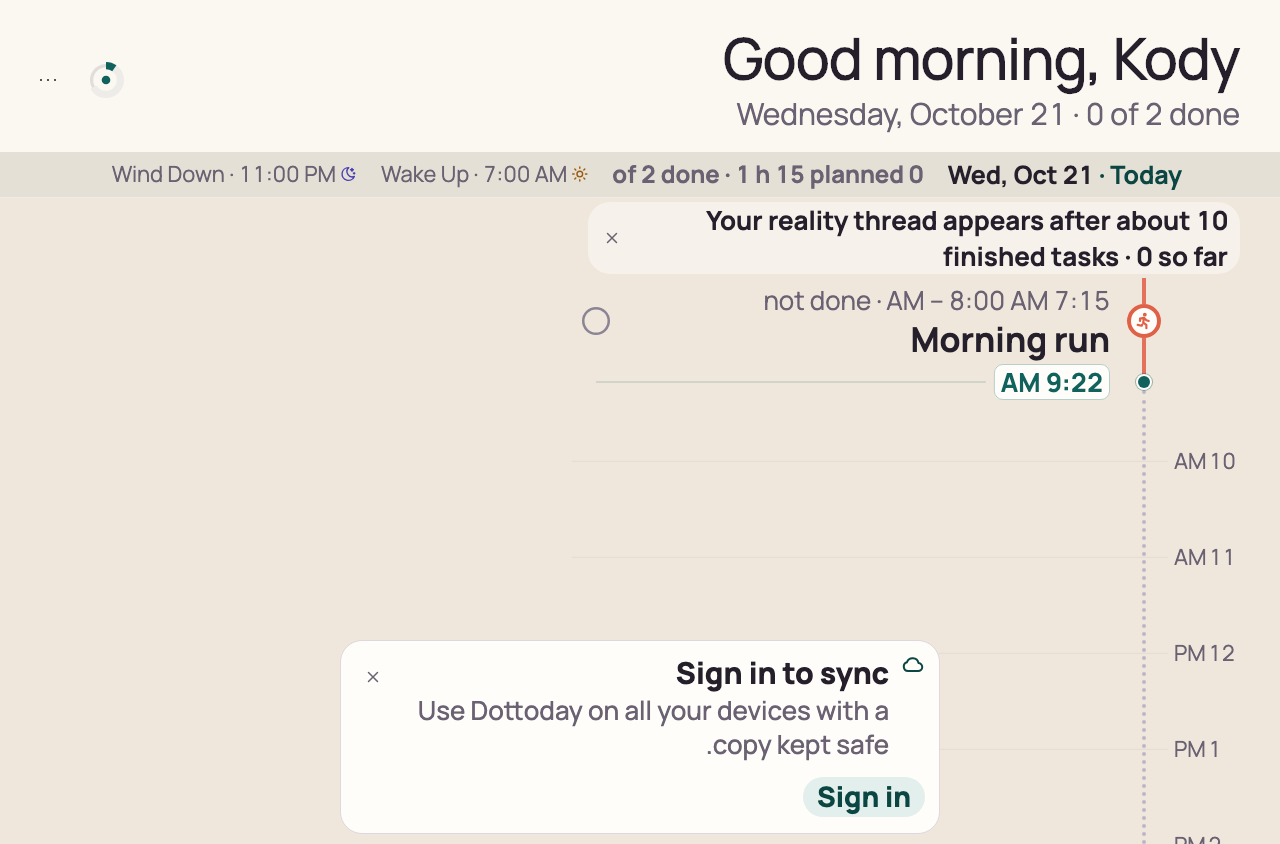 Good morning, Kody
Wednesday, October 21 · 0 of 2 done
Wed, Oct 21 · Today
of 2 done · 1 h 15 planned 0
Wake Up · 7:00 AM
Wind Down · 11:00 PM
Your reality thread appears after about 10
finished tasks · 0 so far
not done · AM – 8:00 AM 7:15
Morning run
AM 9:22
AM 10
AM 11
PM 12
Sign in to sync
Use Dottoday on all your devices with a
.copy kept safe
PM 1
Sign in